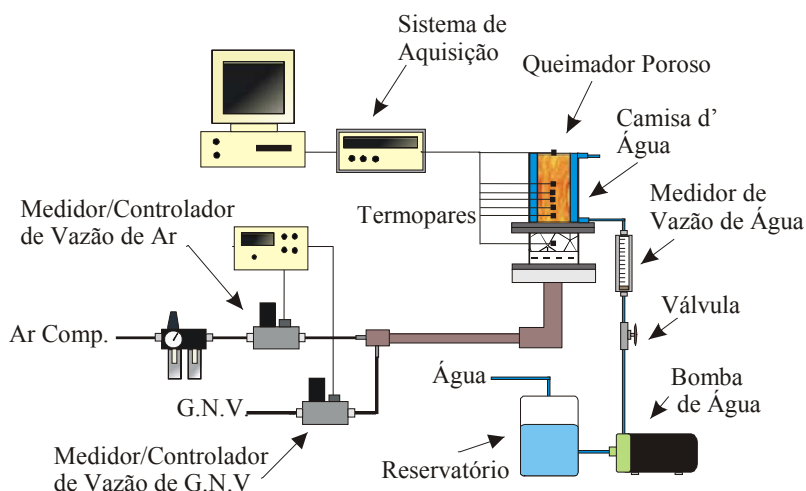 Sistema de
Aquisição
Queimador Poroso
Camisa d'
Água
Medidor de
Vazão de Água
Termopares
Medidor/Controlador
de Vazão de Ar
Válvula
Ar Comp.
Água
Bomba
de Água
G.N.V.
Reservatório
Medidor/Controlador
de Vazão de G.N.V